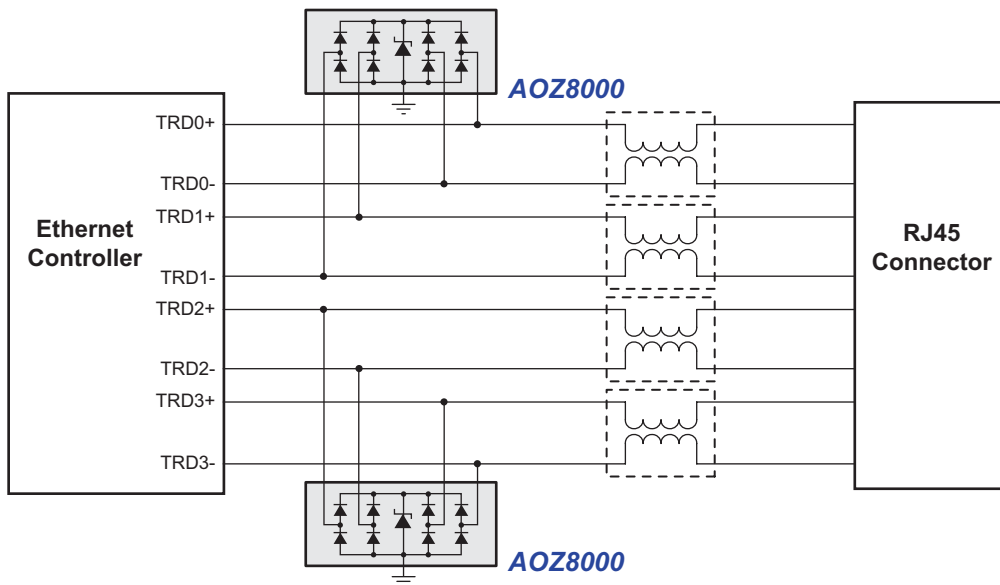 AOZ8000
TRD0+
TRD0-
TRD1+
TRD1-
TRD2+
TRD2-
TRD3+
TRD3-
Ethernet
Controller
RJ45
Connector
AOZ8000